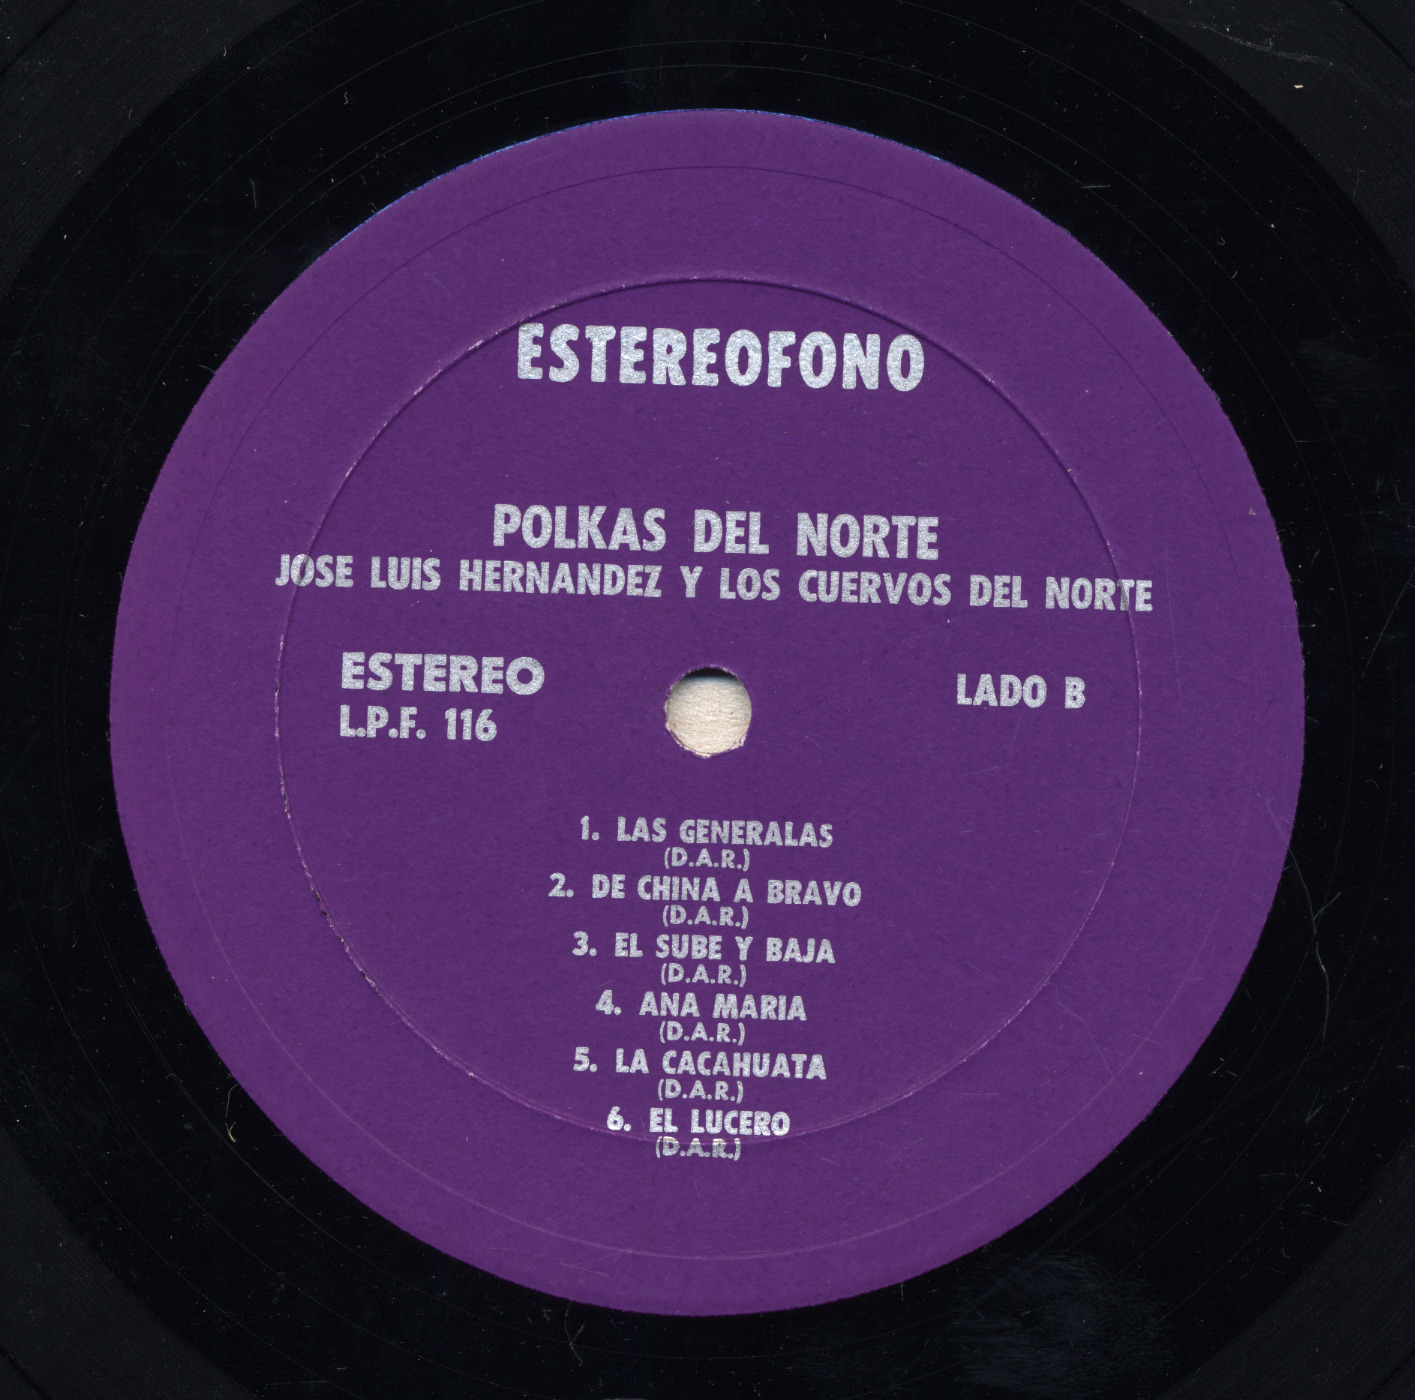 ESTEREOFONO
POLKAS DEL NORTE
JOSE LUIS HERNANDEZ Y LOS CUERVOS DEL NORTE
ESTEREO
L.P.F. 116
LADO B
1. LAS GENERALAS
(D.A.R.)
2. DE CHINA A BRAVO
(D.A.R.)
3. EL SUBE Y BAJA
(D.A.R.)
4. ANA MARIA
(D.A.R.)
5. LA CACAHUATA
(D.A.R.)
6. EL LUCERO
(D.A.R.)